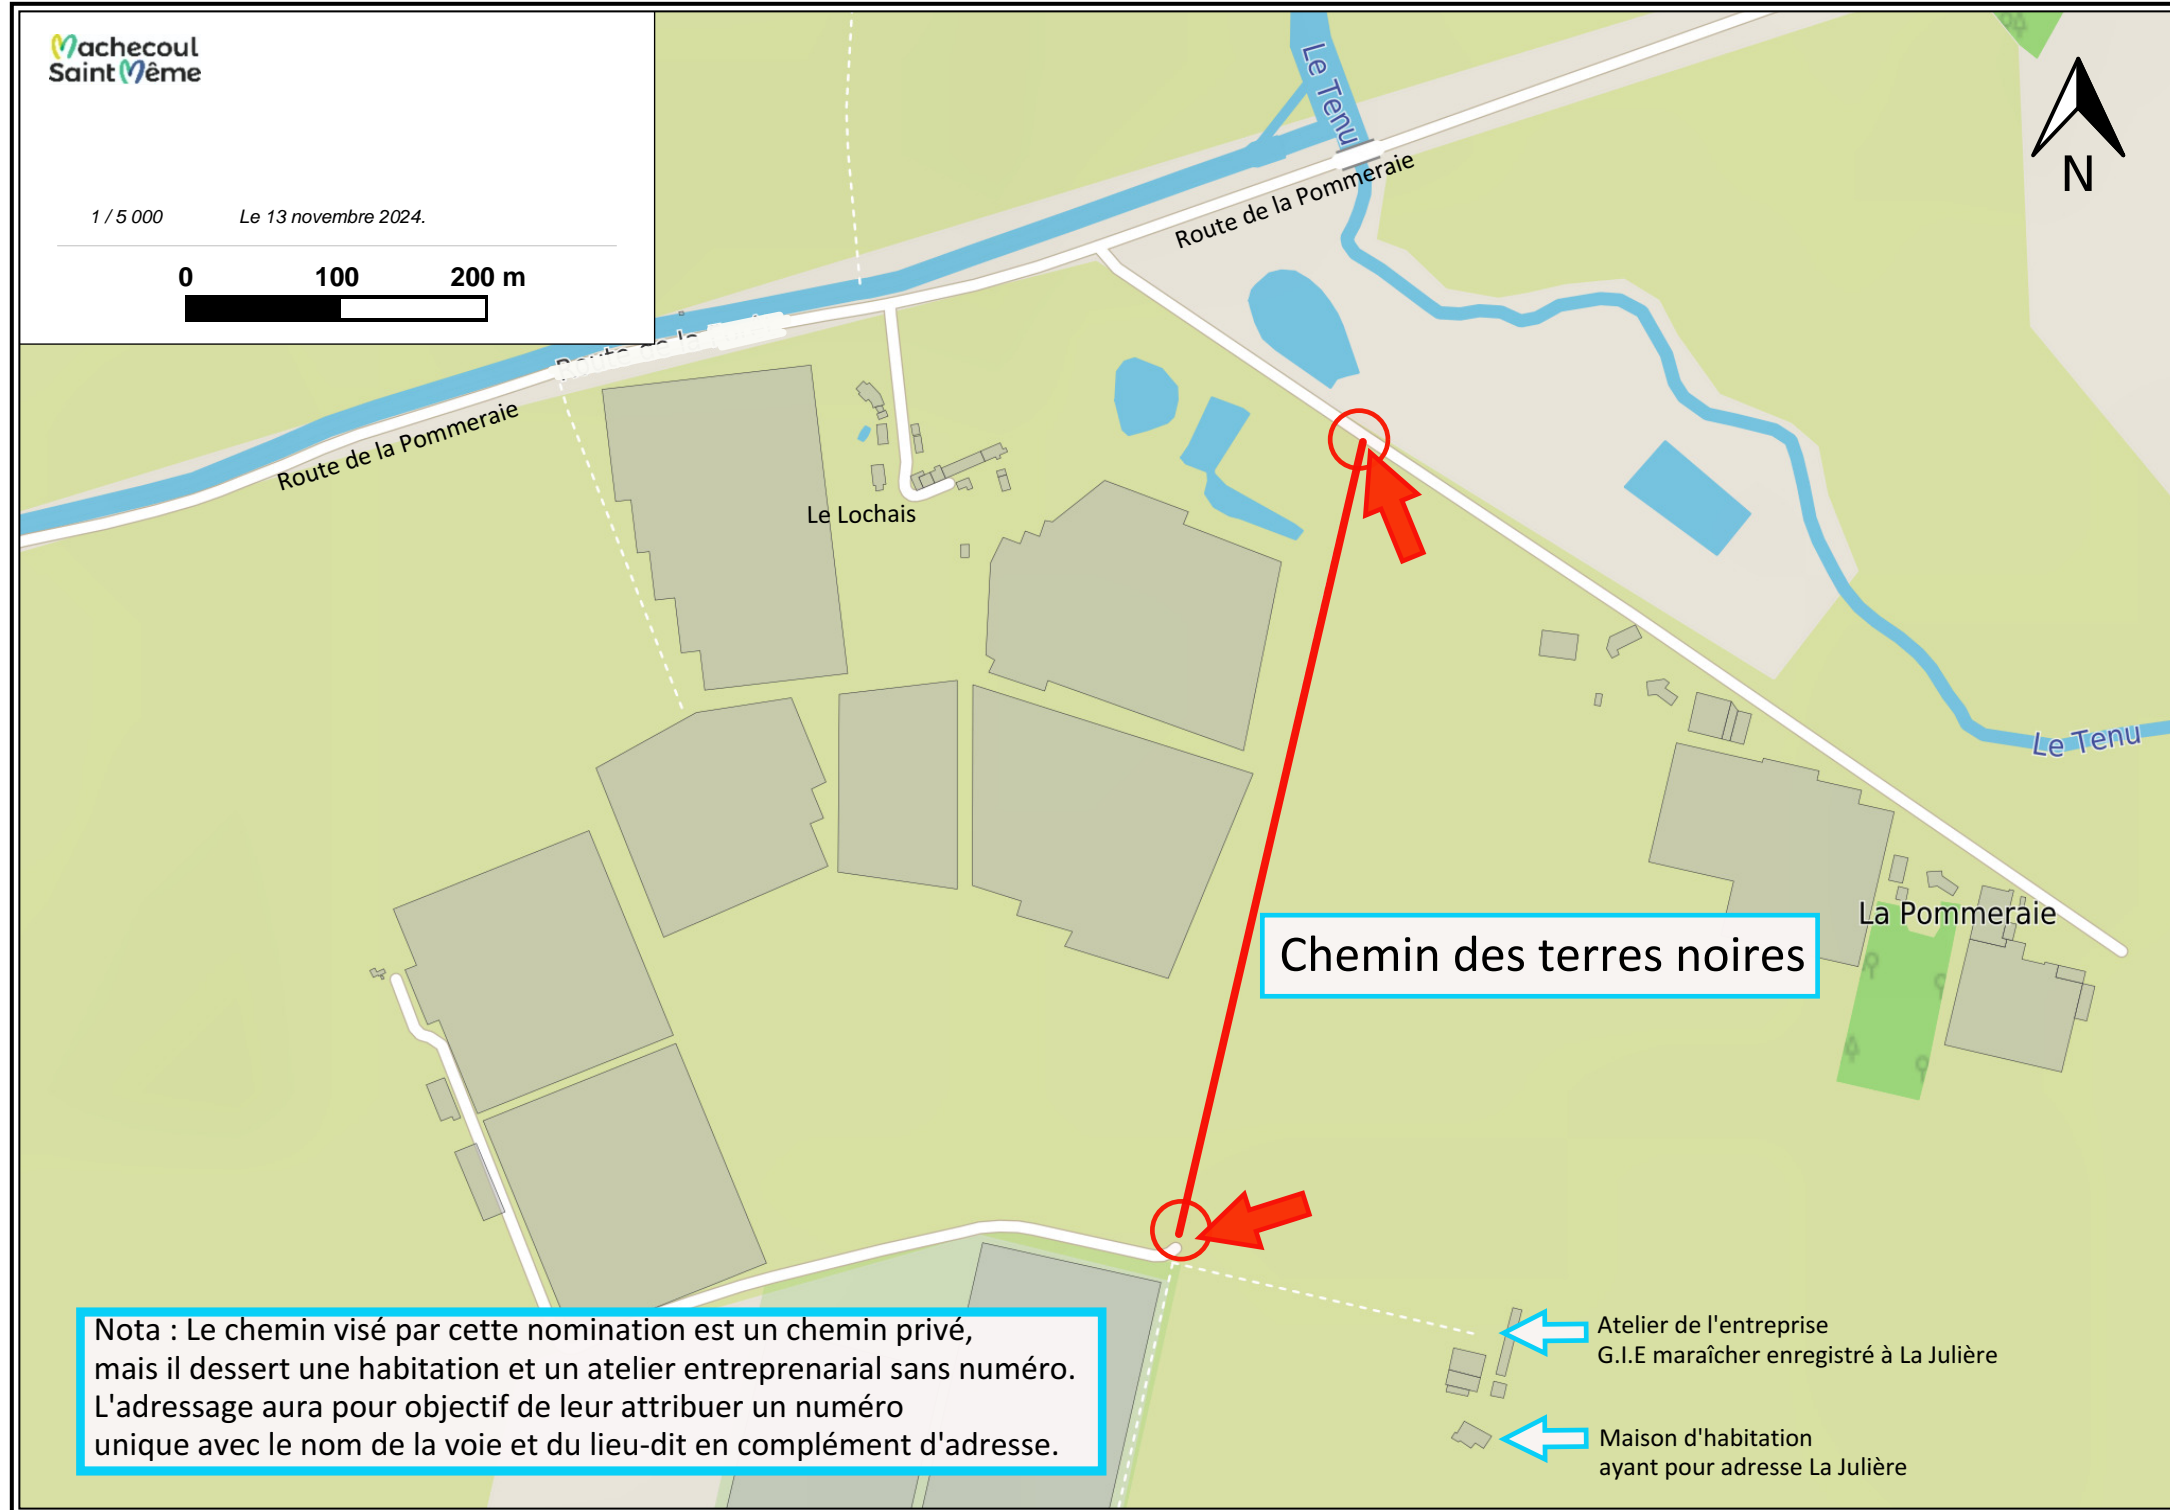 Machecoul
Saint Même
1 / 5 000 Le 13 novembre 2024.
0 100 200 m
N
Le Tenu
Route de la Pommeraie
Route de la
Route de la Pommeraie
Le Lochais
Le Tenu
La Pommeraie
Chemin des terres noires
Nota : Le chemin visé par cette nomination est un chemin privé,
mais il dessert une habitation et un atelier entreprenarial sans numéro.
L'adressage aura pour objectif de leur attribuer un numéro
unique avec le nom de la voie et du lieu-dit en complément d'adresse.
Atelier de l'entreprise
G.I.E maraîcher enregistré à La Julière
Maison d'habitation
ayant pour adresse La Julière